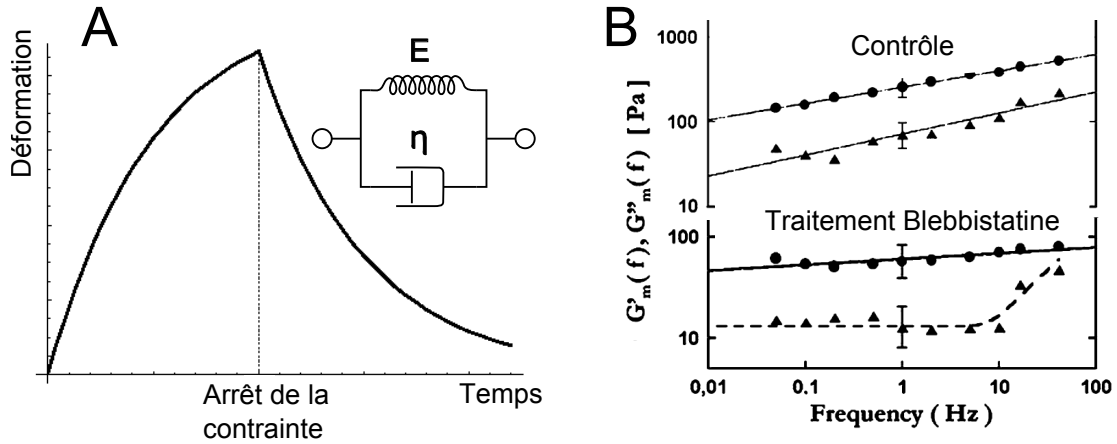 A
Déformation
E
η
Arrêt de la
contrainte
Temps
B
G'm(f), G''m(f) [Pa]
1000
100
10
Contrôle
Traitement Blebbistatine
100
10
0,01
0.1
1
10
100
Frequency ( Hz )